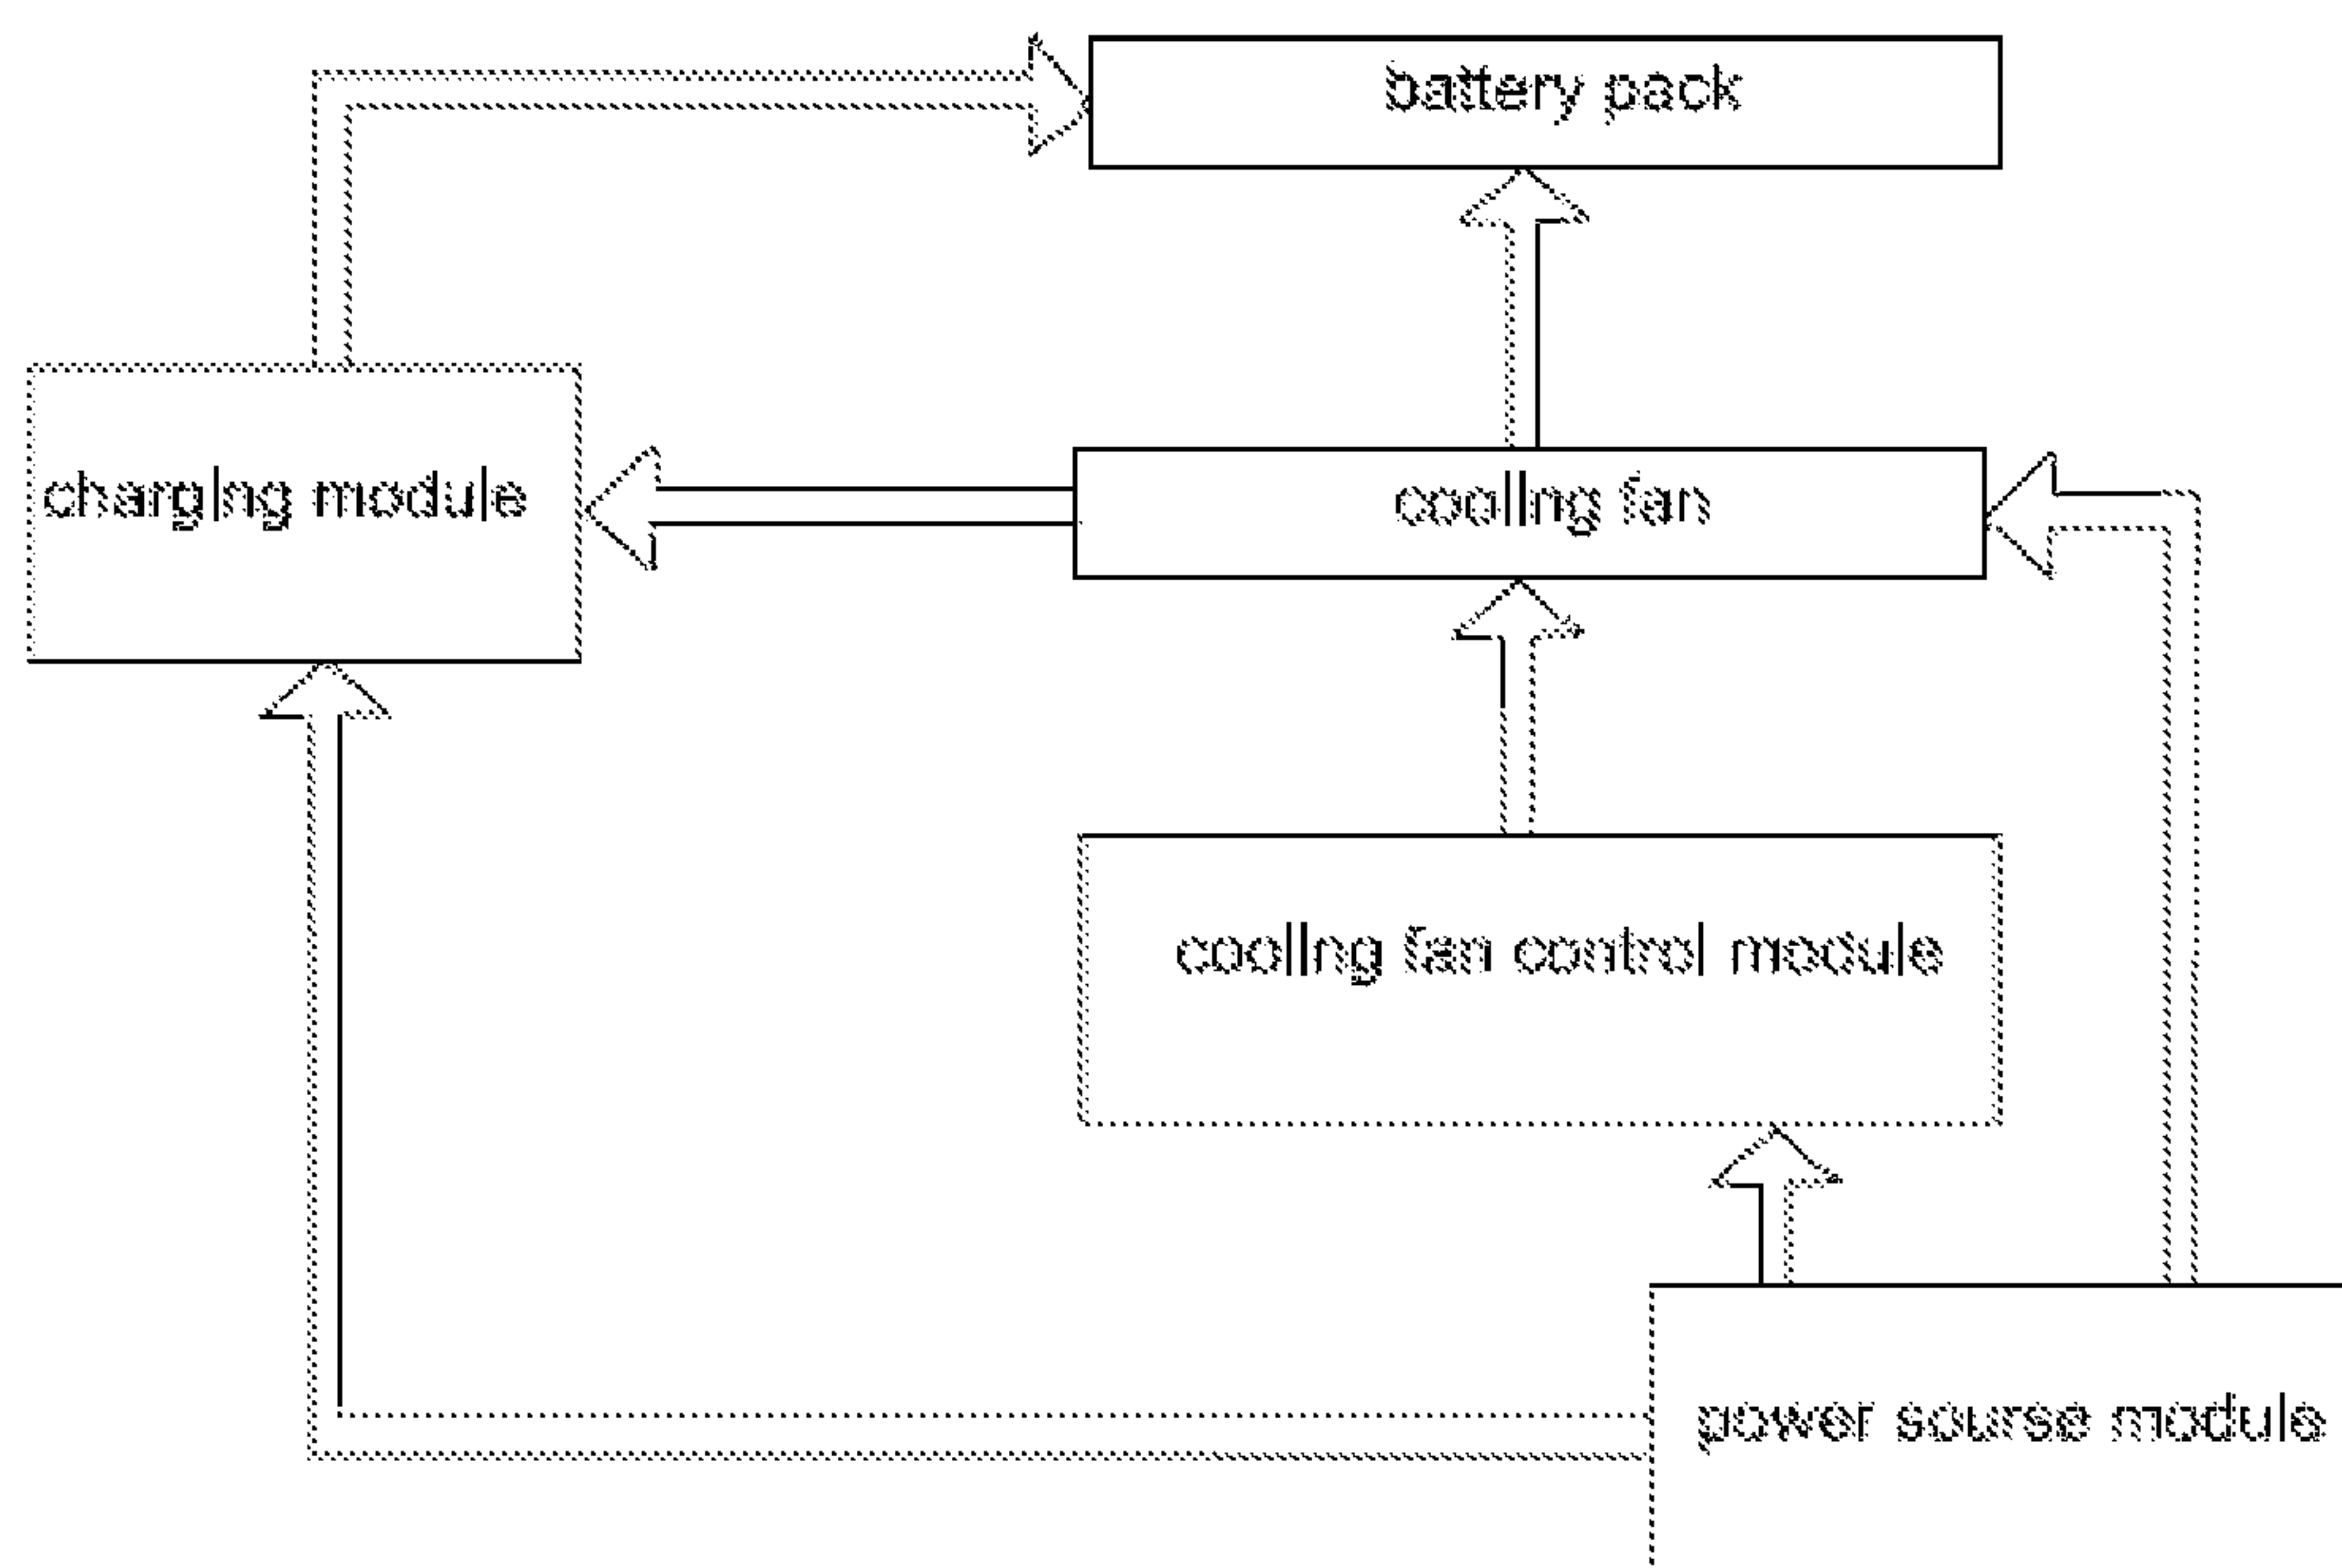 battery pack
charging module
cooling fan
cooling fan control module
power sourse module